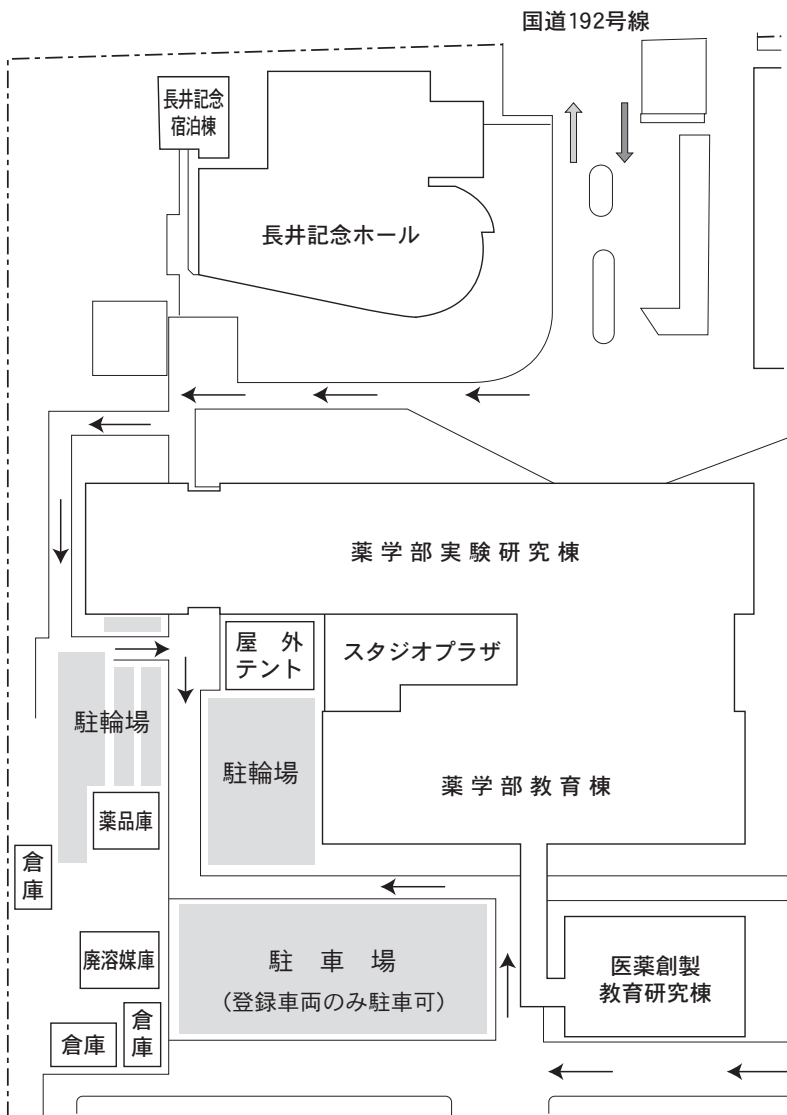 国道192号線
長井記念
宿泊棟
長井記念ホール
薬学部実験研究棟
屋 外
テント
スタジオプラザ
駐輪場
駐輪場
薬学部教育棟
薬品庫
倉
庫
廃溶媒庫
駐 車 場
(登録車両のみ駐車可)
医薬創製
教育研究棟
倉
庫
倉庫